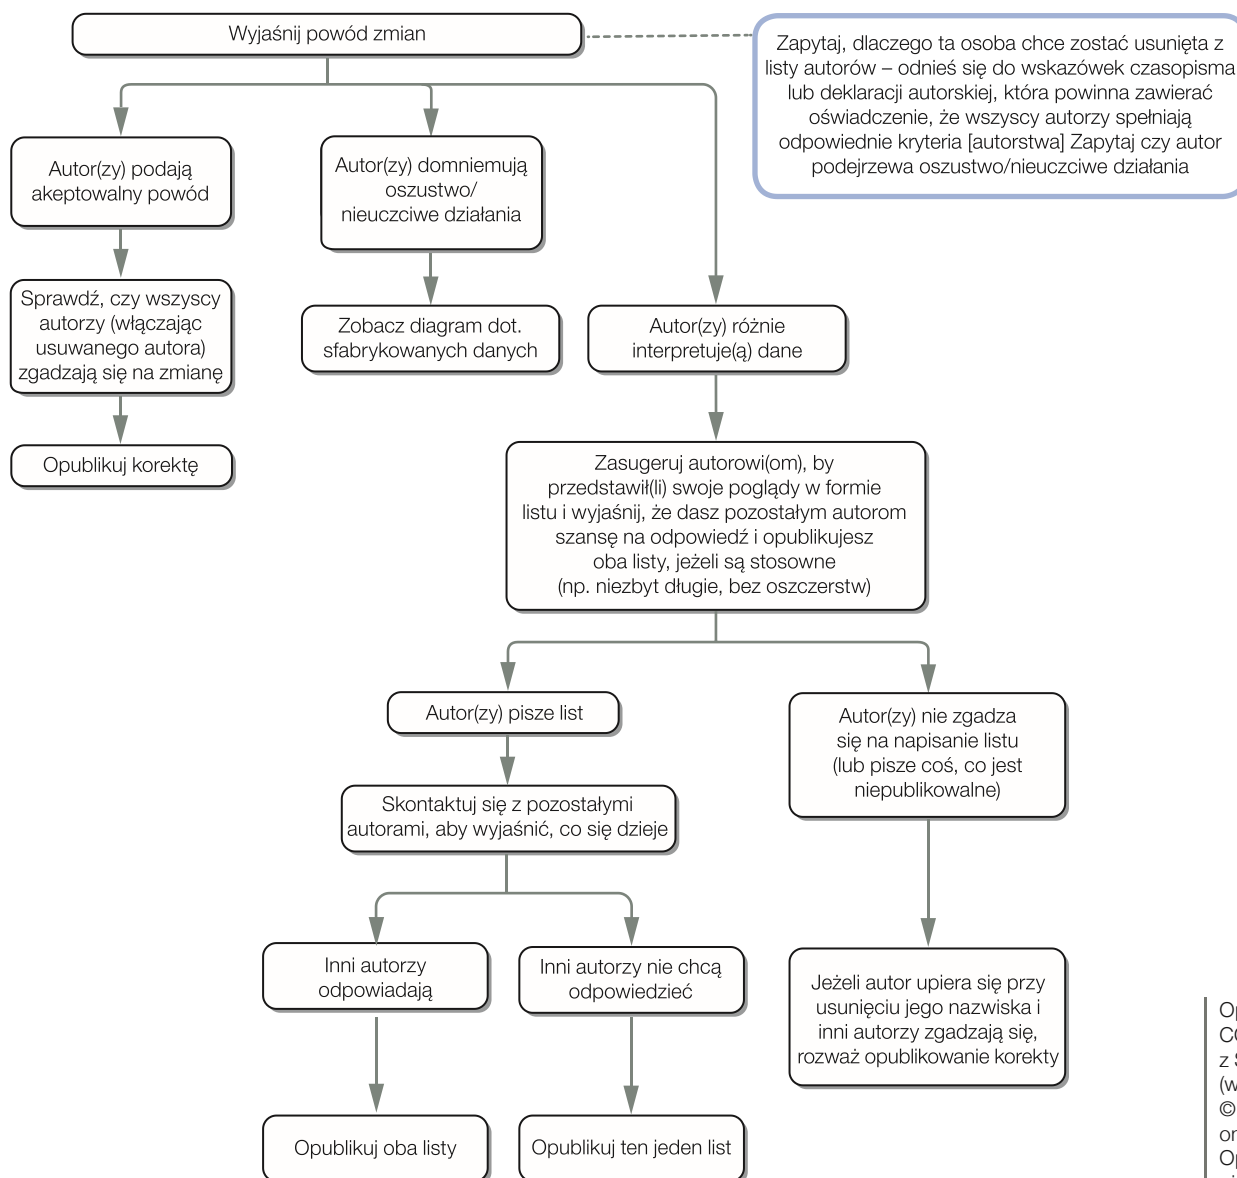 Wyjaśnij powód zmian
Zapytaj, dlaczego ta osoba chce zostać usunięta z
listy autorów – odnieś się do wskazówek czasopisma
lub deklaracji autorskiej, która powinna zawierać
oświadczenie, że wszyscy autorzy spełniają
odpowiednie kryteria [autorstwa] Zapytaj czy autor
podejrzewa oszustwo/nieuczciwe działania
Autor(zy) podają
akceptowalny powód
Autor(zy) domniemują
oszustwo/
nieuczciwe działania
Sprawdź, czy wszyscy
autorzy (włączając
usuwanego autora)
zgadzają się na zmianę
Zobacz diagram dot.
sfabrykowanych danych
Autor(zy) różnie
interpretuje(ą) dane
Opublikuj korektę
Zasugeruj autorowi(om), by
przedstawił(li) swoje poglądy w formie
listu i wyjaśnij, że dasz pozostałym autorom
szansę na odpowiedź i opublikujesz
oba listy, jeżeli są stosowne
(np. niezbyt długie, bez oszczerstw)
Autor(zy) pisze list
Autor(zy) nie zgadza
się na napisanie listu
(lub pisze coś, co jest
niepublikowalne)
Skontaktuj się z pozostałymi
autorami, aby wyjaśnić, co się dzieje
Inni autorzy
odpowiadają
Inni autorzy nie chcą
odpowiedzieć
Jeżeli autor upiera się przy
usunięciu jego nazwiska i
inni autorzy zgadzają się,
rozważ opublikowanie korekty
Opublikuj oba listy
Opublikuj ten jeden list
z
©